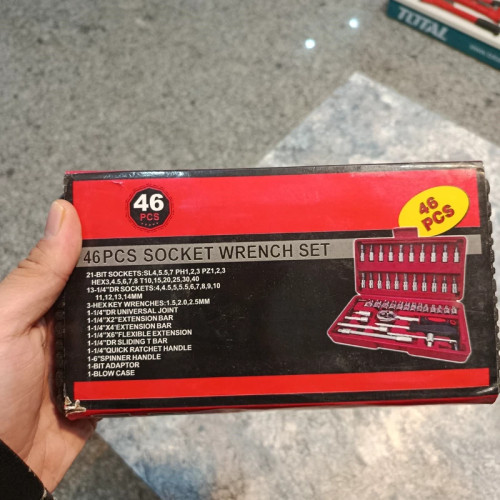 TOTAL
46
PCS
46
PCS
46PCS SOCKET WRENCH SET
21-BIT SOCKETS:SL4,5.5,7 PH1,2,3 PZ1,2,3
HEX3,4,5,6,7,8 T10,15,20,25,30,40
13-1/4"DR SOCKETS:4,4.5,5,5.5,6,7,8,9,10
11,12,13,14MM
3-HEX KEY WRENCHES:1.5,2.0,2.5MM
1-1/4"DR UNIVERSAL JOINT
1-1/4"X2"EXTENSION BAR
1-1/4"X4"EXTENSION BAR
1-1/4"X6"FLEXIBLE EXTENSION
1-1/4"DR SLIDING T BAR
1-1/4"QUICK RATCHET HANDLE
1-6"SPINNER HANDLE
1-BIT ADAPTOR
1-BLOW CASE